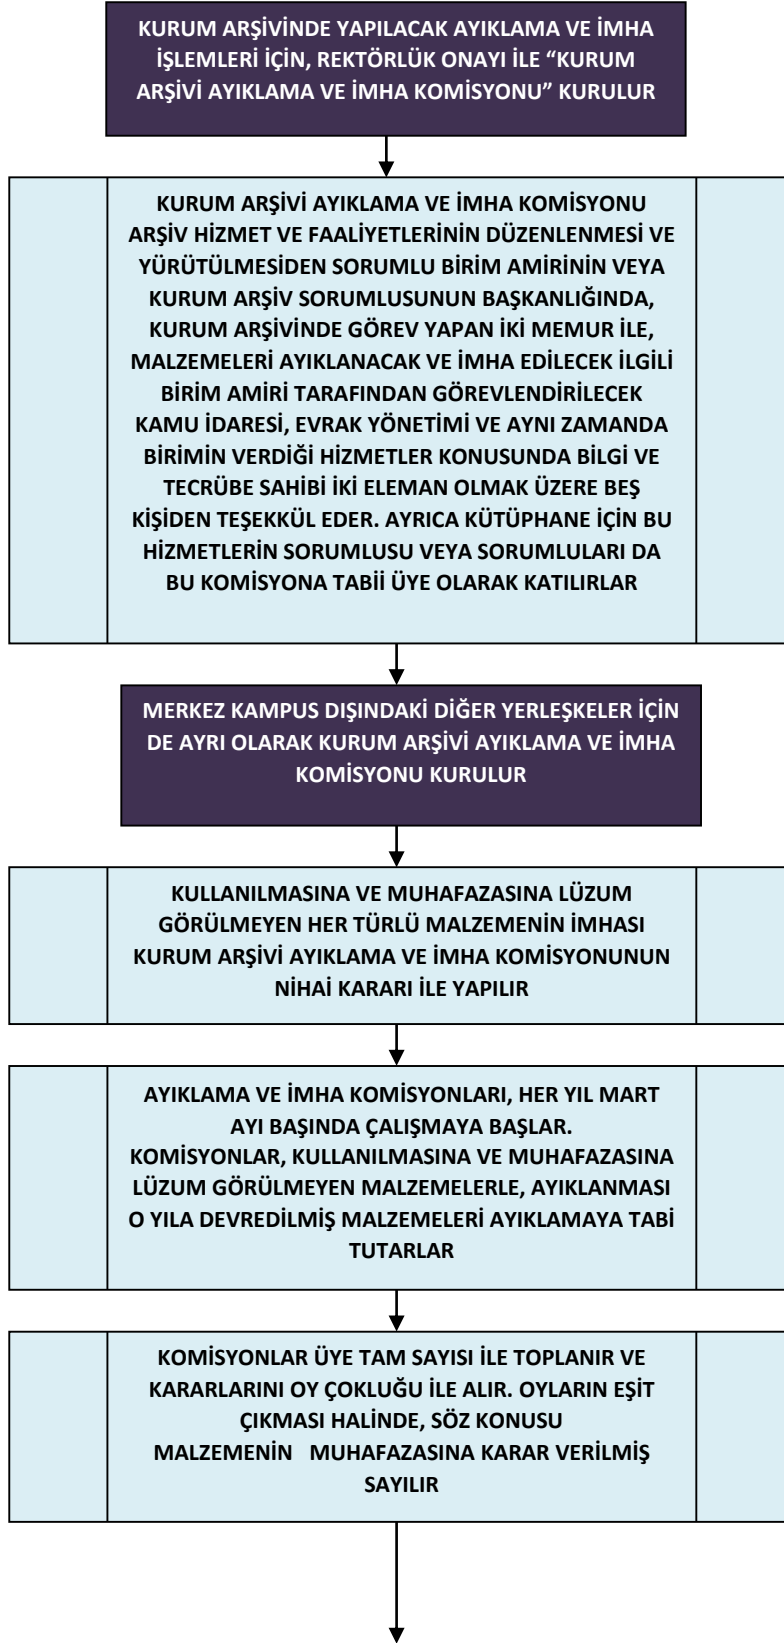 KURUM ARŞİVİNDE YAPILACAK AYIKLAMA VE İMHA
İŞLEMLERİ İÇİN, REKTÖRLÜK ONAYI İLE “KURUM
ARŞİVİ AYIKLAMA VE İMHA KOMİSYONU” KURULUR
KURUM ARŞİVİ AYIKLAMA VE İMHA KOMİSYONU
ARŞİV HİZMET VE FAALİYETLERİNİN DÜZENLENMESİ VE
YÜRÜTÜLMESİDEN SORUMLU BİRİM AMİRİNİN VEYA
KURUM ARŞİV SORUMLUSUNUN BAŞKANLIĞINDA,
KURUM ARŞİVİNDE GÖREV YAPAN İKİ MEMUR İLE,
MALZEMELERİ AYIKLANACAK VE İMHA EDİLECEK İLGİLİ
BİRİM AMİRİ TARAFINDAN GÖREVLENDİRİLECEK
KAMU İDARESİ, EVRAK YÖNETİMİ VE AYNI ZAMANDA
BİRİMİN VERDİĞİ HİZMETLER KONUSUNDA BİLGİ VE
TECRÜBE SAHİBİ İKİ ELEMAN OLMAK ÜZERE BEŞ
KİŞİDEN TEŞEKKÜL EDER. AYRICA KÜTÜPHANE İÇİN BU
HİZMETLERİN SORUMLUSU VEYA SORUMLULARI DA
BU KOMİSYONA TABİİ ÜYE OLARAK KATILIRLAR
MERKEZ KAMPUS DIŞINDAKİ DİĞER YERLEŞKELER İÇİN
DE AYRI OLARAK KURUM ARŞİVİ AYIKLAMA VE İMHA
KOMİSYONU KURULUR
KULLANILMASINA VE MUHAFAZASINA LÜZUM
GÖRÜLMEYEN HER TÜRLÜ MALZEMENİN İMHASI
KURUM ARŞİVİ AYIKLAMA VE İMHA KOMİSYONUNUN
NİHAİ KARARI İLE YAPILIR
AYIKLAMA VE İMHA KOMİSYONLARI, HER YIL MART
AYI BAŞINDA ÇALIŞMAYA BAŞLAR.
KOMİSYONLAR, KULLANILMASINA VE MUHAFAZASINA
LÜZUM GÖRÜLMEYEN MALZEMELERLE, AYIKLANMASI
O YILA DEVREDİLMİŞ MALZEMELERİ AYIKLAMAYA TABİ
TUTARLAR
KOMİSYONLAR ÜYE TAM SAYISI İLE TOPLANIR VE
KARARLARINI OY ÇOKLUĞU İLE ALIR. OYLARIN EŞİT
ÇIKMASI HALİNDE, SÖZ KONUSU
MALZEMENİN MUHAFAZASINA KARAR VERİLMİŞ
SAYILIR